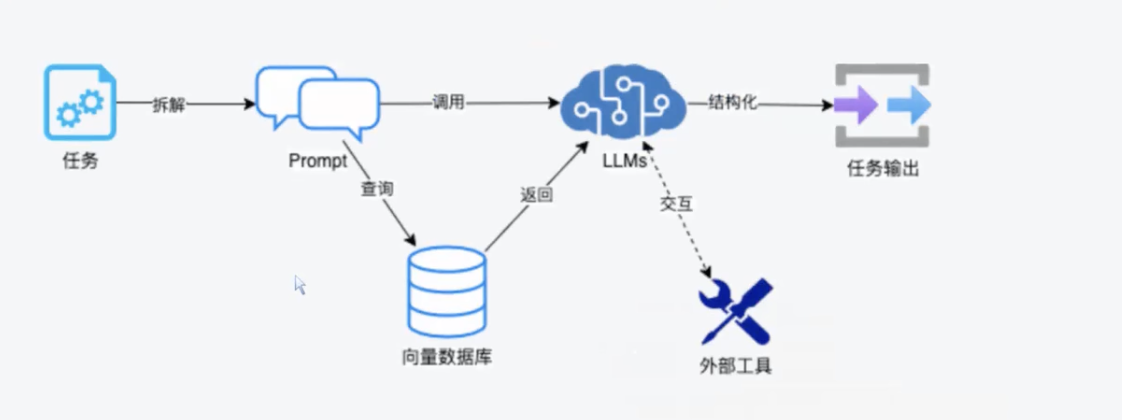 拆解
调用
结构化
任务
Prompt
LLMs
任务输出
查询
返回
交互
向量数据库
外部工具